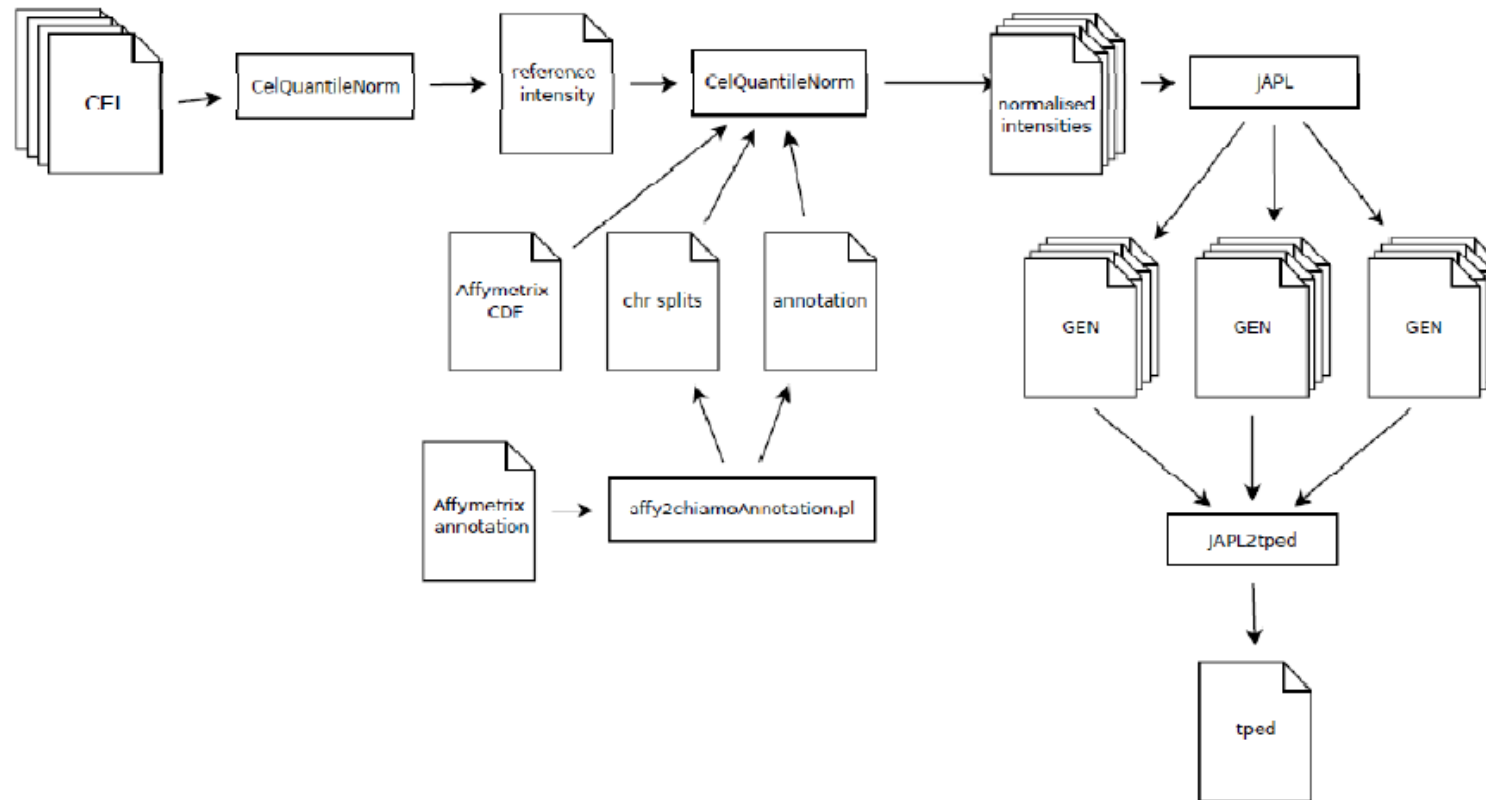 CEL
CelQuantileNorm
reference
intensity
CelQuantileNorm
normalised
intensities
JAPL
Affymetrix
CDF
chr splits
annotation
GEN
GEN
GEN
Affymetrix
annotation
affy2chiamoAnnotation.pl
JAPL2tped
tped